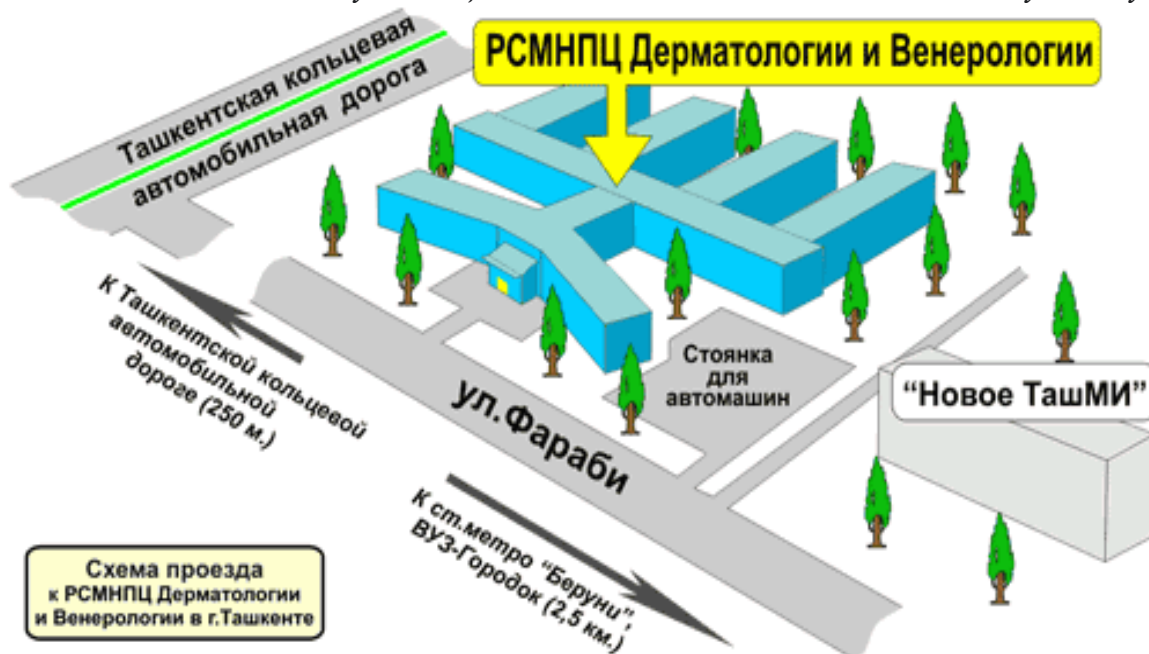 РСМНПЦ Дерматологии и Венерологии
Ташкентская кольцевая
автомобильная дорога
К Ташкентской кольцевой
автомобильной
дороге (250 м.)
Стоянка
для
автомашин
“Новое ТашМИ”
ул.Фараби
К ст.метро “Беруни”,
ВУЗ-Городок (2,5 км.)
Схема проезда
к РСМНПЦ Дерматологии
и Венерологии в г.Ташкенте